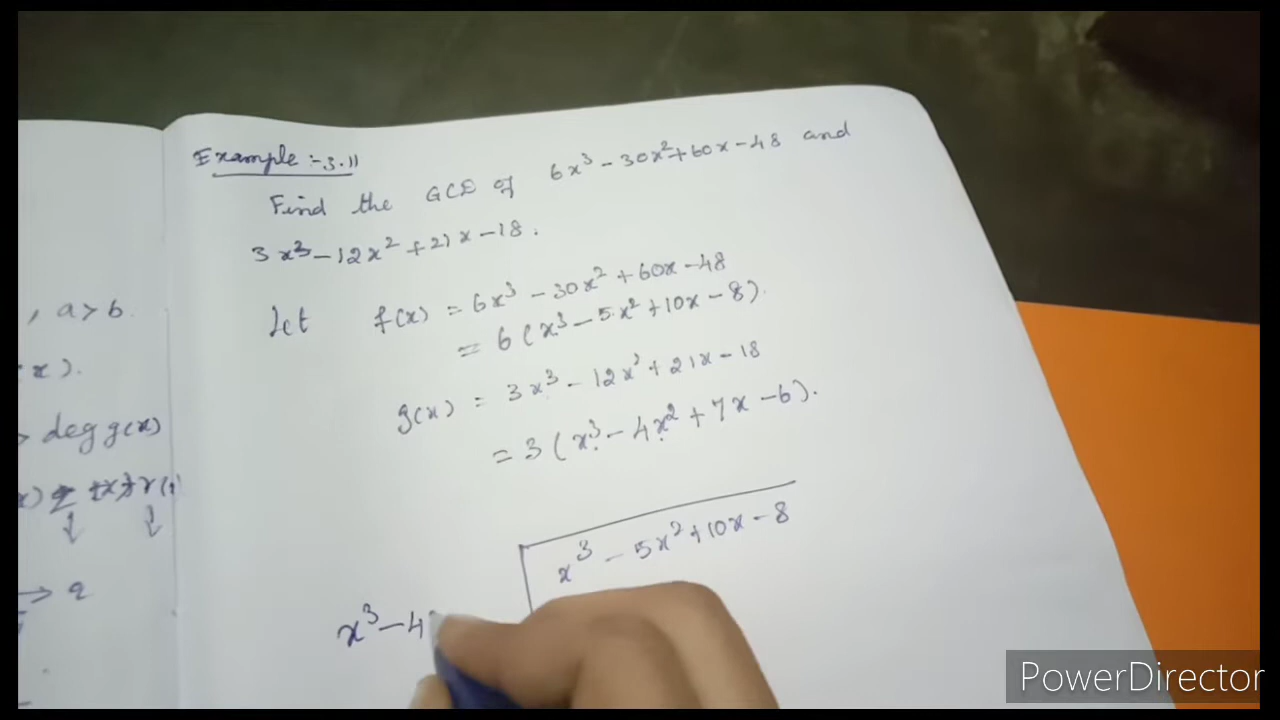 Example :- 3.11
Find the GCD of 6x³ - 30x² + 60x - 48 and
3x³ - 12x² + 21x - 18.
Let f(x) = 6x³ - 30x² + 60x - 48
= 6(x³ - 5x² + 10x - 8).
g(x) = 3x³ - 12x² + 21x - 18
= 3(x³ - 4x² + 7x - 6).
x³ - 5x² + 10x - 8
x³ - 4
, a > b.
x).
> deg g(x)
→ 2
PowerDirector